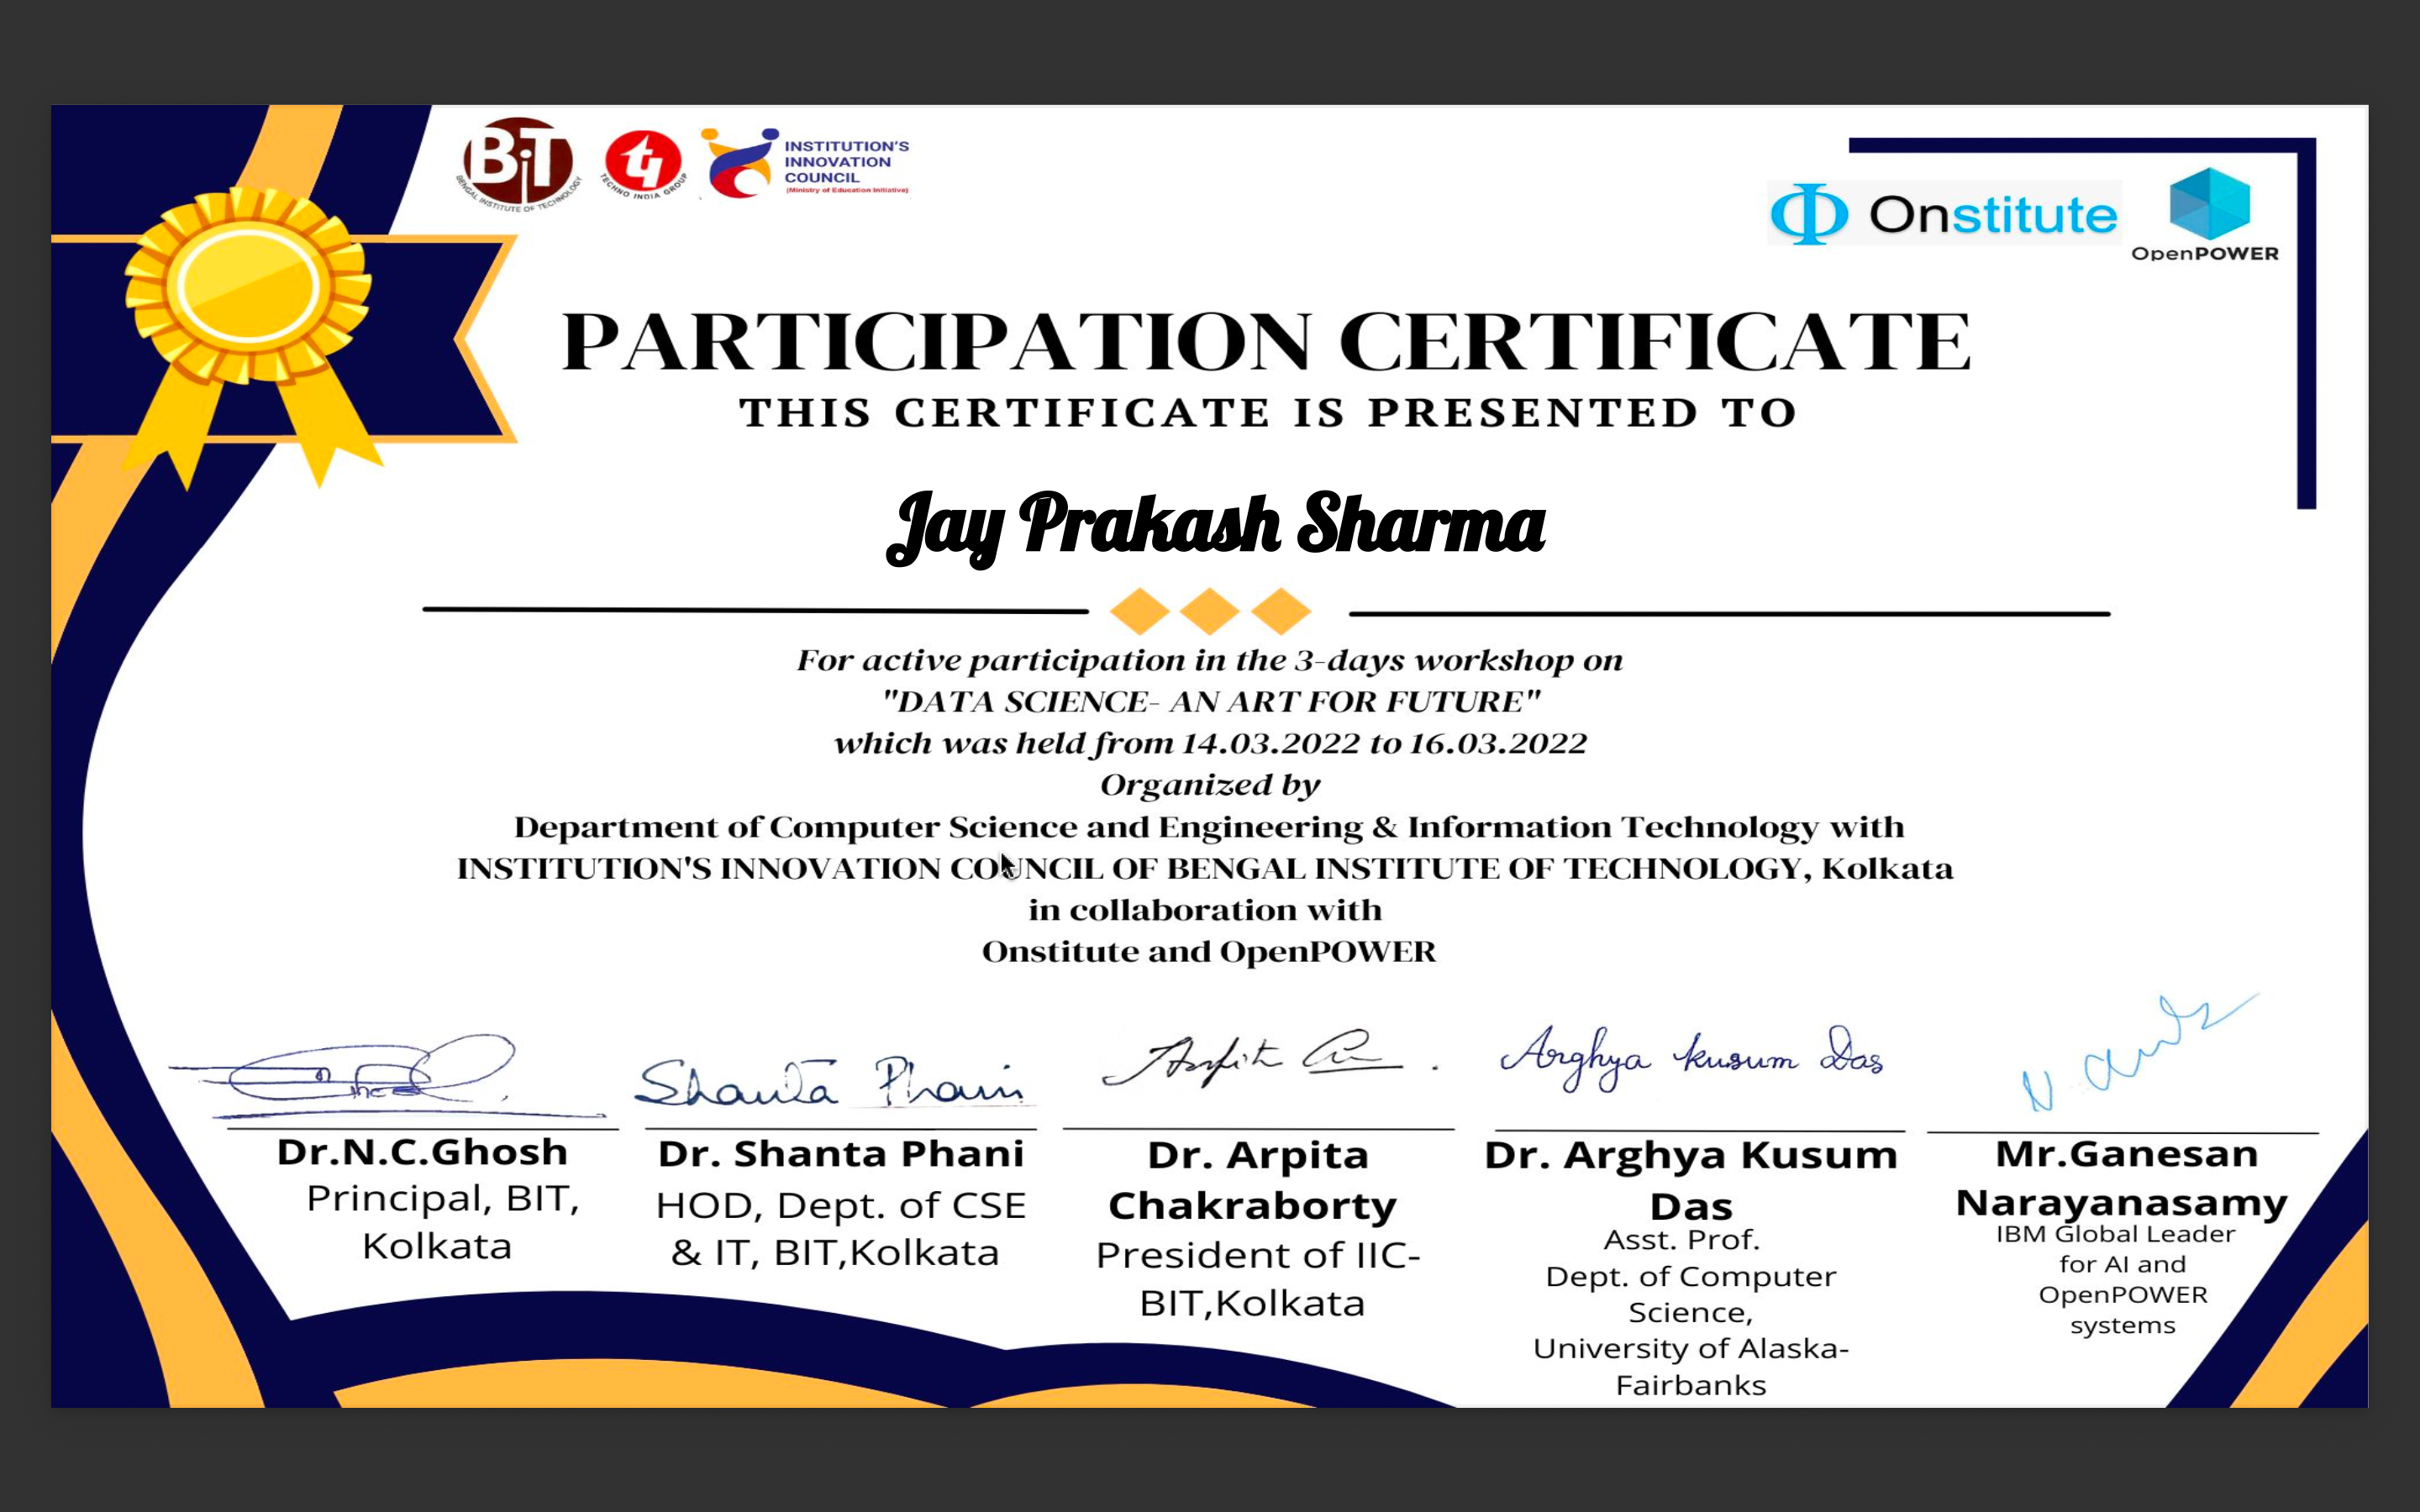 BiT
BENGAL INSTITUTE OF TECHNOLOGY
TECHNO INDIA GROUP
INSTITUTION'S
INNOVATION
COUNCIL
(Ministry of Education Initiative)
Onstitute
OpenPOWER
PARTICIPATION CERTIFICATE
THIS CERTIFICATE IS PRESENTED TO
Jay Prakash Sharma
For active participation in the 3-days workshop on
"DATA SCIENCE- AN ART FOR FUTURE"
which was held from 14.03.2022 to 16.03.2022
Organized by
Department of Computer Science and Engineering & Information Technology with
INSTITUTION'S INNOVATION COUNCIL OF BENGAL INSTITUTE OF TECHNOLOGY, Kolkata
in collaboration with
Onstitute and OpenPOWER
Shanta Phani
Arghya Kusum Das
Dr.N.C.Ghosh
Principal, BIT,
Kolkata
Dr. Shanta Phani
HOD, Dept. of CSE
& IT, BIT,Kolkata
Dr. Arpita
Chakraborty
President of IIC-
BIT,Kolkata
Dr. Arghya Kusum
Das
Asst. Prof.
Dept. of Computer
Science,
University of Alaska-
Fairbanks
Mr.Ganesan
Narayanasamy
IBM Global Leader
for AI and
OpenPOWER
systems